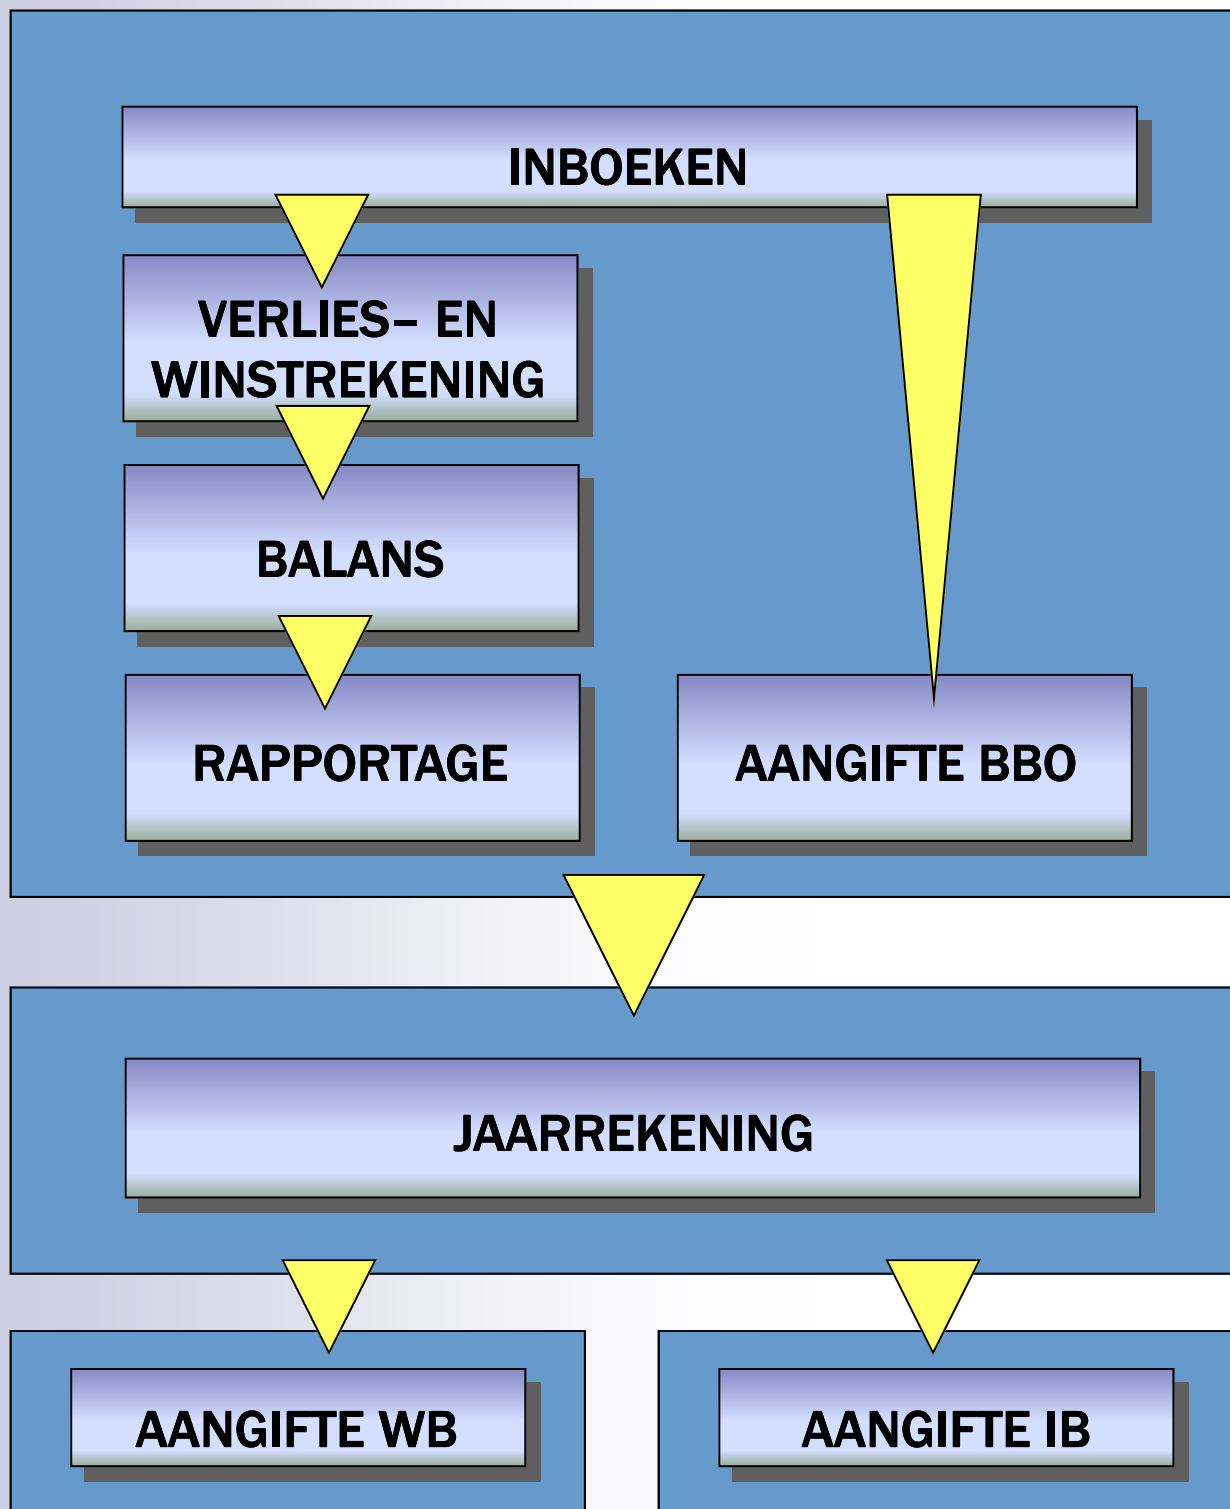 INBOEKEN
VERLIES– EN
WINSTREKENING
BALANS
RAPPORTAGE
AANGIFTE BBO
JAARREKENING
AANGIFTE WB
AANGIFTE IB